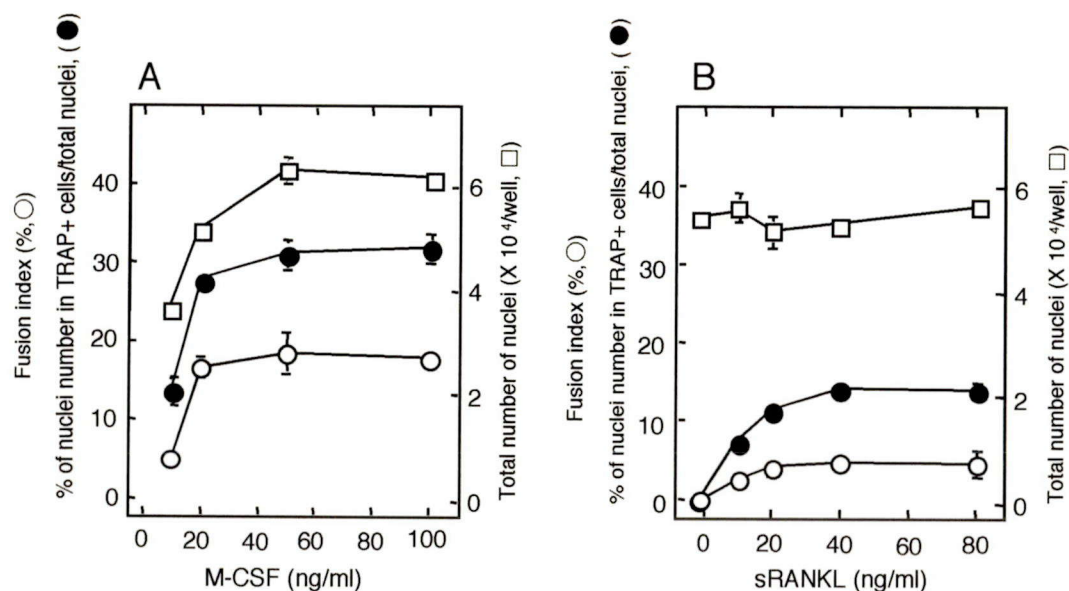 A
Fusion index (%, ○)
% of nuclei number in TRAP+ cells/total nuclei, (●)
40
30
20
10
0
6
4
2
0
Total number of nuclei (X 10⁴/well, □)
0 20 40 60 80 100
M-CSF (ng/ml)
B
Fusion index (%, ○)
% of nuclei number in TRAP+ cells/total nuclei, (●)
40
30
20
10
0
6
4
2
0
Total number of nuclei (X 10⁴/well, □)
0 20 40 60 80
sRANKL (ng/ml)